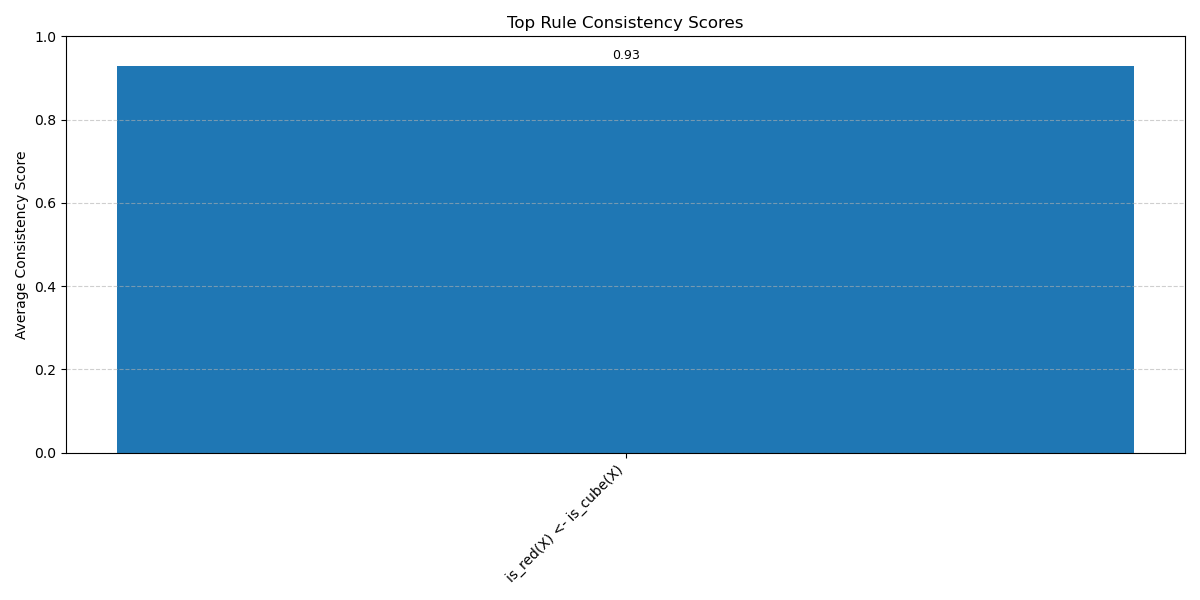 Top Rule Consistency Scores
0.93
1.0
0.8
0.6
0.4
0.2
0.0
Average Consistency Score
is_red(X) <- is_cube(X)